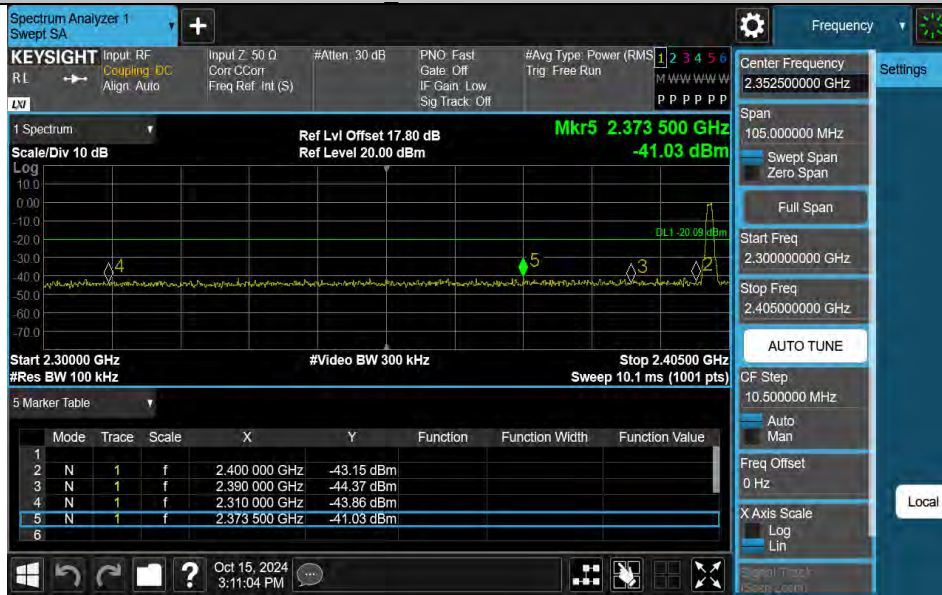 Spectrum Analyzer 1
Swept SA
+
Frequency
KEYSIGHT
RL
LXI
Input: RF
Coupling: DC
Align: Auto
Input Z: 50 Ω
Corr CCorr
Freq Ref: Int (S)
#Atten: 30 dB
PNO: Fast
Gate: Off
IF Gain: Low
Sig Track: Off
#Avg Type: Power (RMS
Trig: Free Run
1 2 3 4 5 6
M W W W W W
P P P P P P
1 Spectrum
Scale/Div 10 dB
Ref Lvl Offset 17.80 dB
Ref Level 20.00 dBm
Mkr5 2.373 500 GHz
-41.03 dBm
Log
10.0
0.00
-10.0
-20.0
-30.0
-40.0
-50.0
-60.0
-70.0
DL1 -20.09 dBm
4
5
3
2
Start 2.30000 GHz
#Video BW 300 kHz
Stop 2.40500 GHz
#Res BW 100 kHz
Sweep 10.1 ms (1001 pts)
5 Marker Table
Mode Trace Scale X Y Function Function Width Function Value
1
2 N 1 f 2.400 000 GHz -43.15 dBm
3 N 1 f 2.390 000 GHz -44.37 dBm
4 N 1 f 2.310 000 GHz -43.86 dBm
5 N 1 f 2.373 500 GHz -41.03 dBm
6
?
Oct 15, 2024
3:11:04 PM
Center Frequency
2.352500000 GHz
Span
105.000000 MHz
Swept Span
Zero Span
Full Span
Start Freq
2.300000000 GHz
Stop Freq
2.405000000 GHz
AUTO TUNE
CF Step
10.500000 MHz
Auto
Man
Freq Offset
0 Hz
X Axis Scale
Log
Lin
Signal Track
(Span Zoom)
Settings
Local